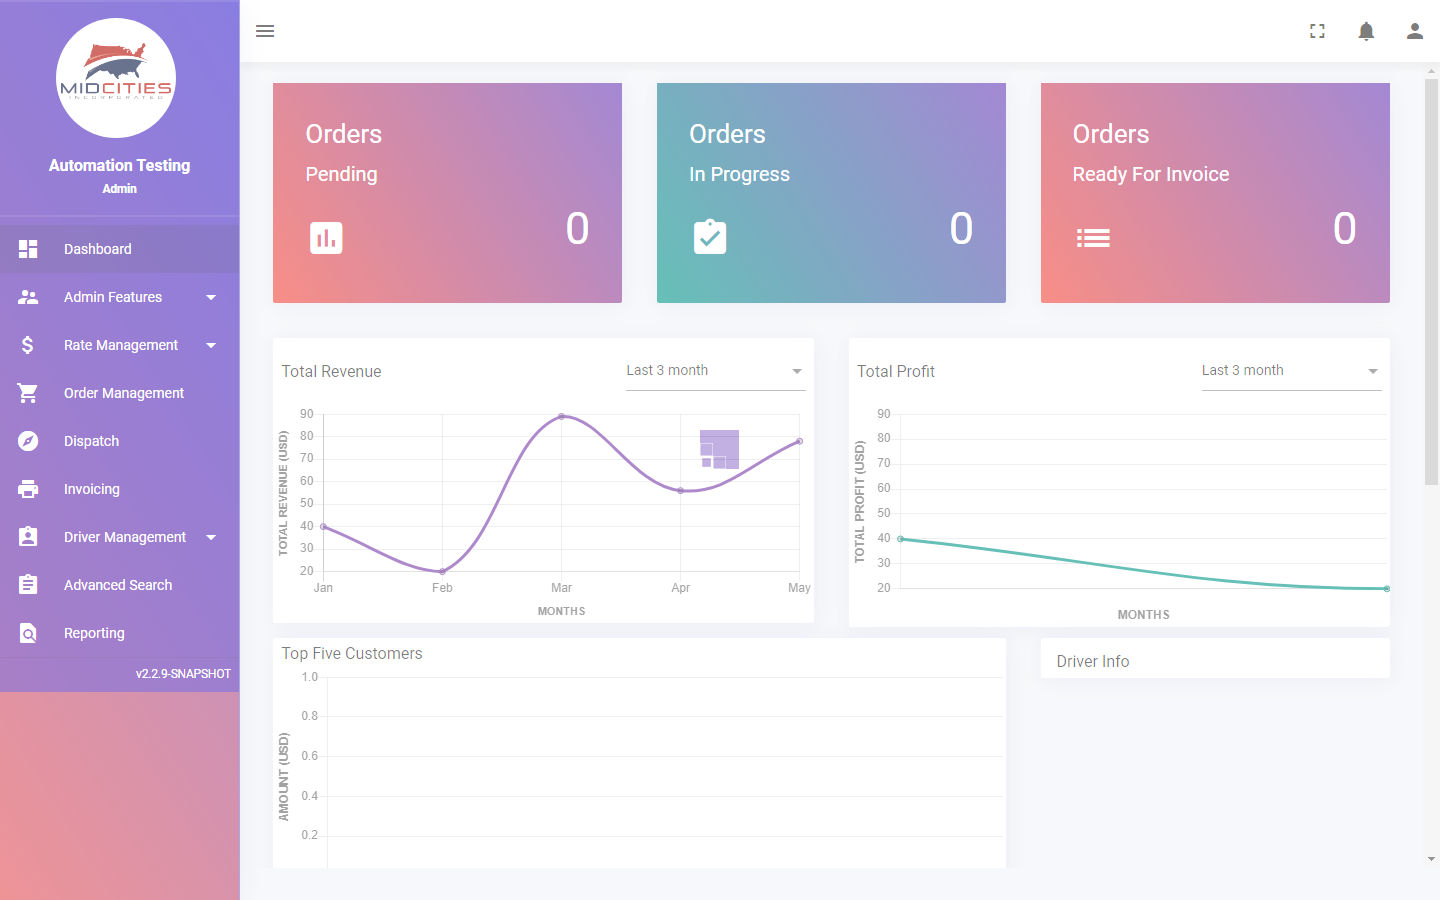 MIDCITIES
INCORPORATED
Automation Testing
Admin
Dashboard
Admin Features
Rate Management
Order Management
Dispatch
Invoicing
Driver Management
Advanced Search
Reporting
v2.2.9-SNAPSHOT
Orders
Pending
0
Orders
In Progress
0
Orders
Ready For Invoice
0
Total Revenue
Last 3 month
TOTAL REVENUE (USD)
90
80
70
60
50
40
30
20
Jan Feb Mar Apr May
MONTHS
Total Profit
Last 3 month
TOTAL PROFIT (USD)
90
80
70
60
50
40
30
20
MONTHS
Top Five Customers
AMOUNT (USD)
1.0
0.8
0.6
0.4
0.2
Driver Info